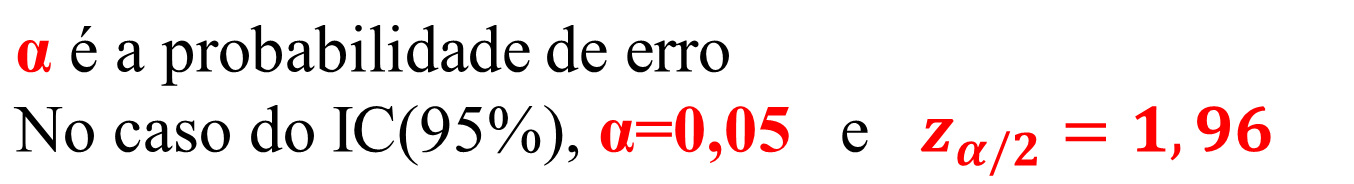 α é a probabilidade de erro
No caso do IC(95%), α=0,05 e z_{α/2} = 1,96